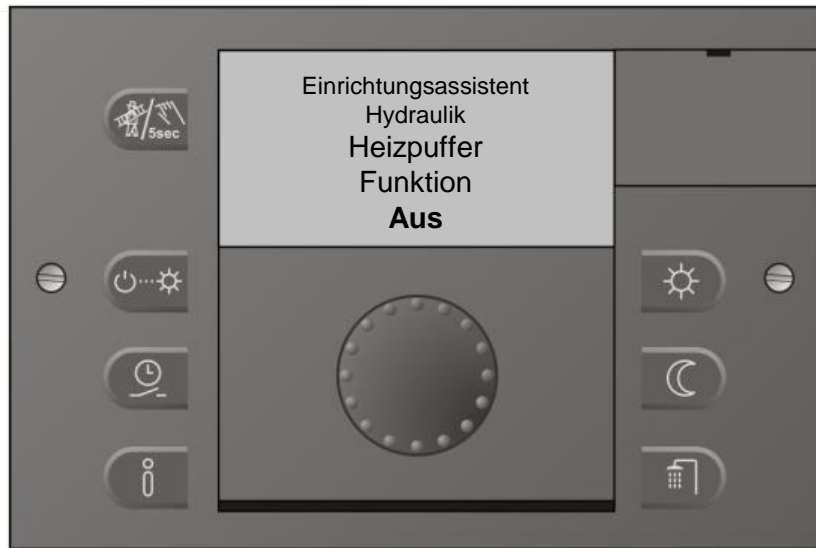 Einrichtungsassistent
Hydraulik
Heizpuffer
Funktion
Aus
5sec